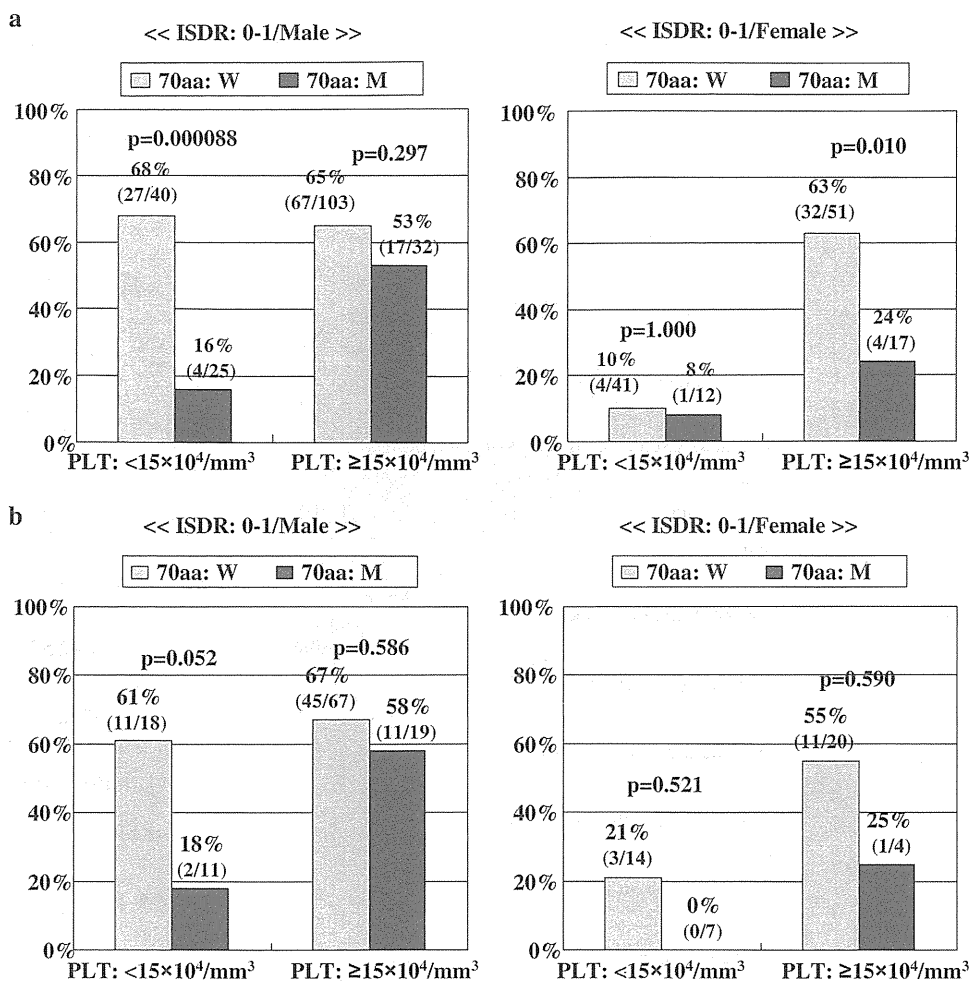 a
<< ISDR: 0-1/Male >>
70aa: W 70aa: M
100%
80%
60%
40%
20%
0%
p=0.000088
68%
(27/40)
16%
(4/25)
p=0.297
65%
(67/103)
53%
(17/32)
PLT: <15×10⁴/mm³ PLT: ≥15×10⁴/mm³
<< ISDR: 0-1/Female >>
70aa: W 70aa: M
100%
80%
60%
40%
20%
0%
p=1.000
10%
(4/41)
8%
(1/12)
p=0.010
63%
(32/51)
24%
(4/17)
PLT: <15×10⁴/mm³ PLT: ≥15×10⁴/mm³
b
<< ISDR: 0-1/Male >>
70aa: W 70aa: M
100%
80%
60%
40%
20%
0%
p=0.052
61%
(11/18)
18%
(2/11)
p=0.586
67%
(45/67)
58%
(11/19)
PLT: <15×10⁴/mm³ PLT: ≥15×10⁴/mm³
<< ISDR: 0-1/Female >>
70aa: W 70aa: M
100%
80%
60%
40%
20%
0%
p=0.521
21%
(3/14)
0%
(0/7)
p=0.590
55%
(11/20)
25%
(1/4)
PLT: <15×10⁴/mm³ PLT: ≥15×10⁴/mm³